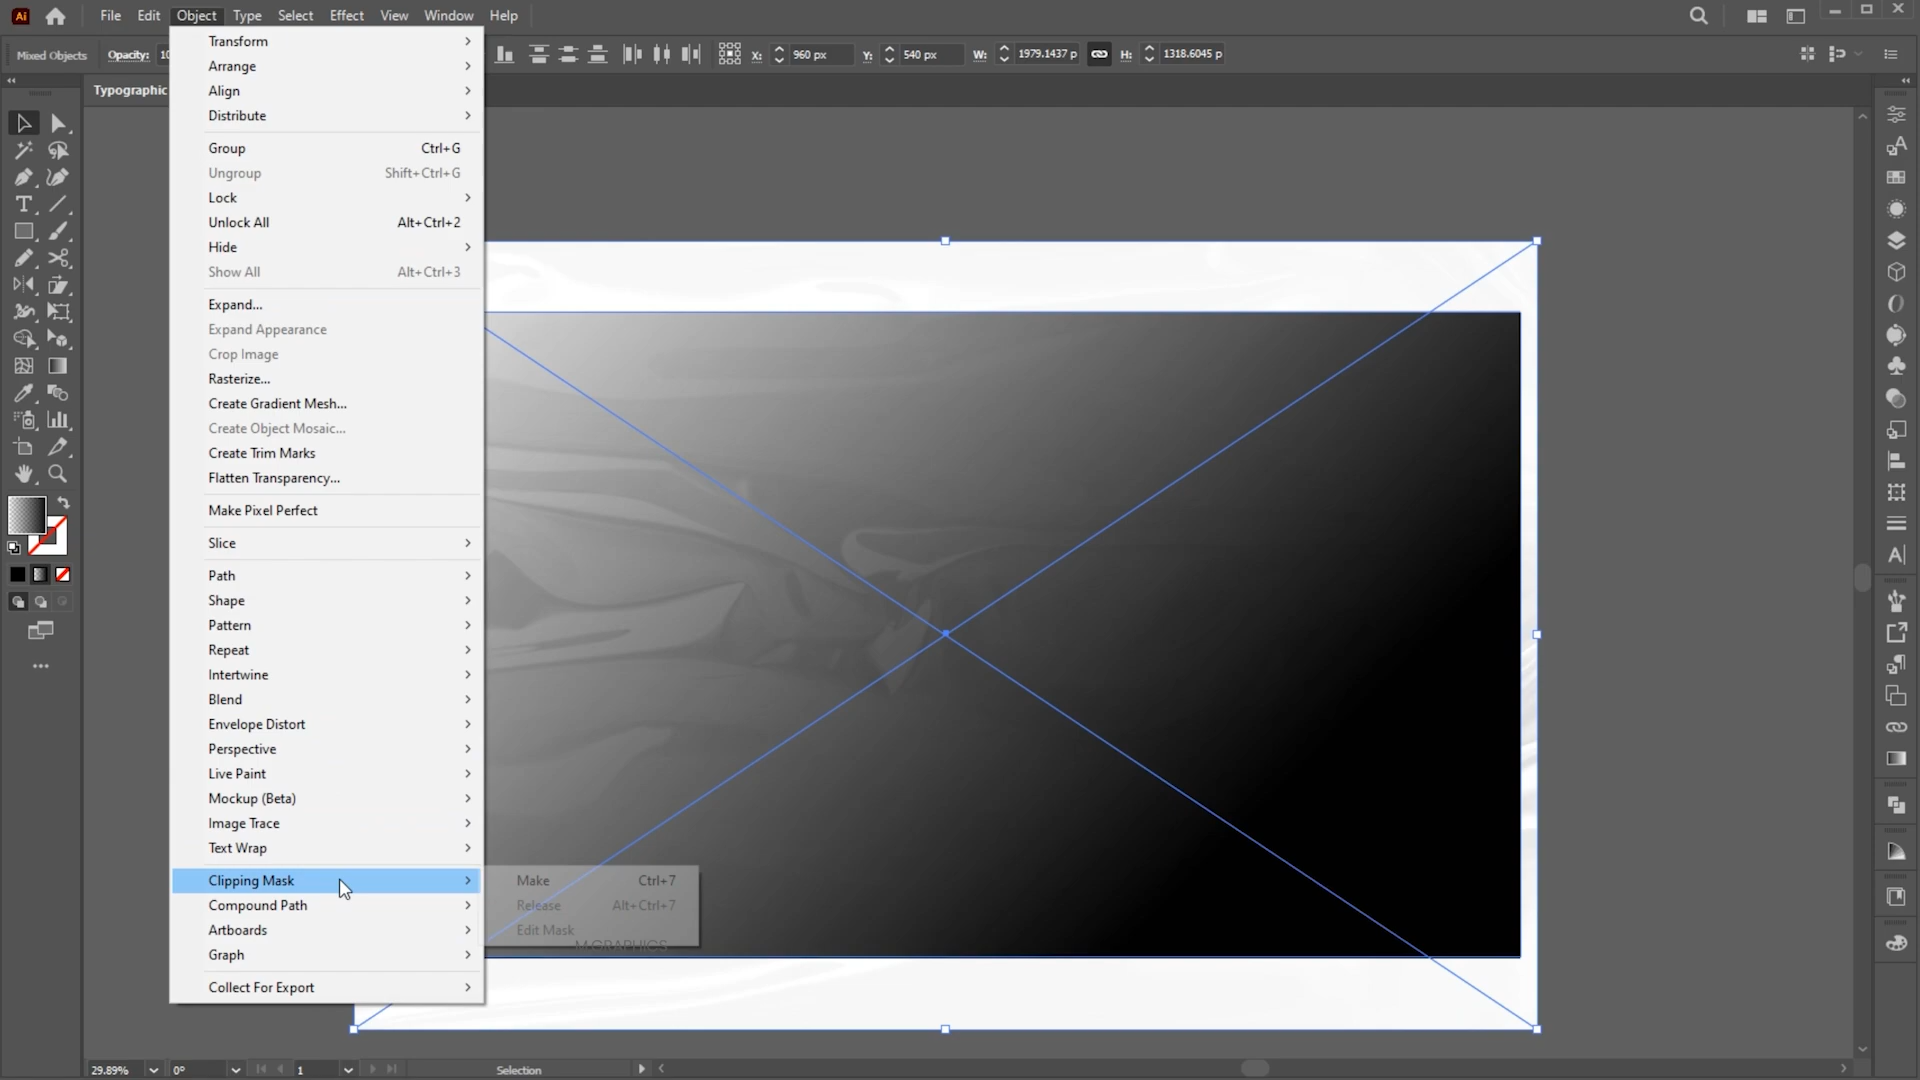 Ai File Edit Object Type Select Effect View Window Help
Mixed Objects Opacity: 10 X: 960 px Y: 540 px W: 1979.1437 p H: 1318.6045 p
Typographic
Transform
Arrange
Align
Distribute
Group Ctrl+G
Ungroup Shift+Ctrl+G
Lock
Unlock All Alt+Ctrl+2
Hide
Show All Alt+Ctrl+3
Expand...
Expand Appearance
Crop Image
Rasterize...
Create Gradient Mesh...
Create Object Mosaic...
Create Trim Marks
Flatten Transparency...
Make Pixel Perfect
Slice
Path
Shape
Pattern
Repeat
Intertwine
Blend
Envelope Distort
Perspective
Live Paint
Mockup (Beta)
Image Trace
Text Wrap
Clipping Mask
Compound Path
Artboards
Graph
Collect For Export
Make Ctrl+7
Release Alt+Ctrl+7
Edit Mask
M.GRAPHICS
29.89% 0° 1 Selection